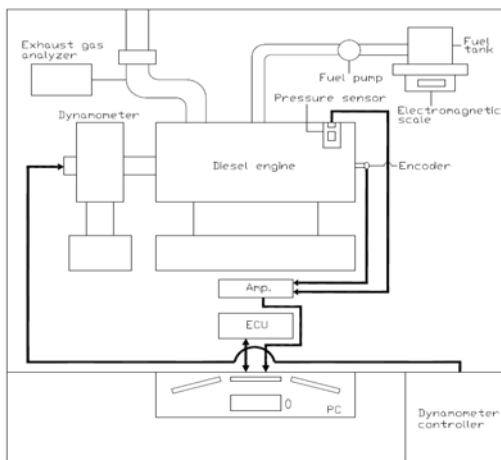 Exhaust gas
analyzer
Fuel
tank
Fuel pump
Pressure sensor
Electromagnetic
scale
Dynamometer
Diesel engine
Encoder
Amp.
ECU
PC
Dynamometer
controller